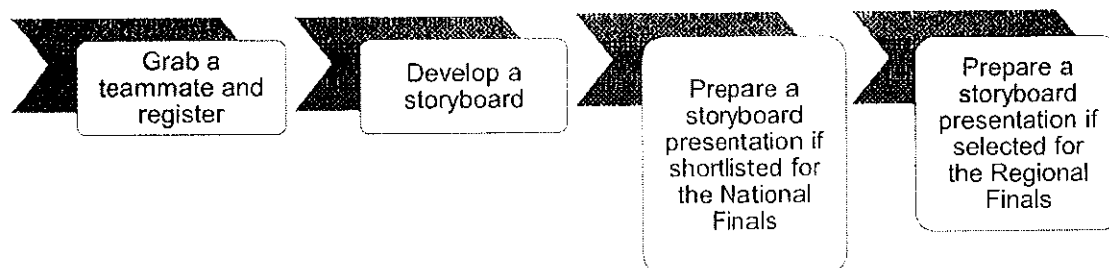 Grab a
teammate and
register
Develop a
storyboard
Prepare a
storyboard
presentation if
shortlisted for
the National
Finals
Prepare a
storyboard
presentation if
selected for
the Regional
Finals